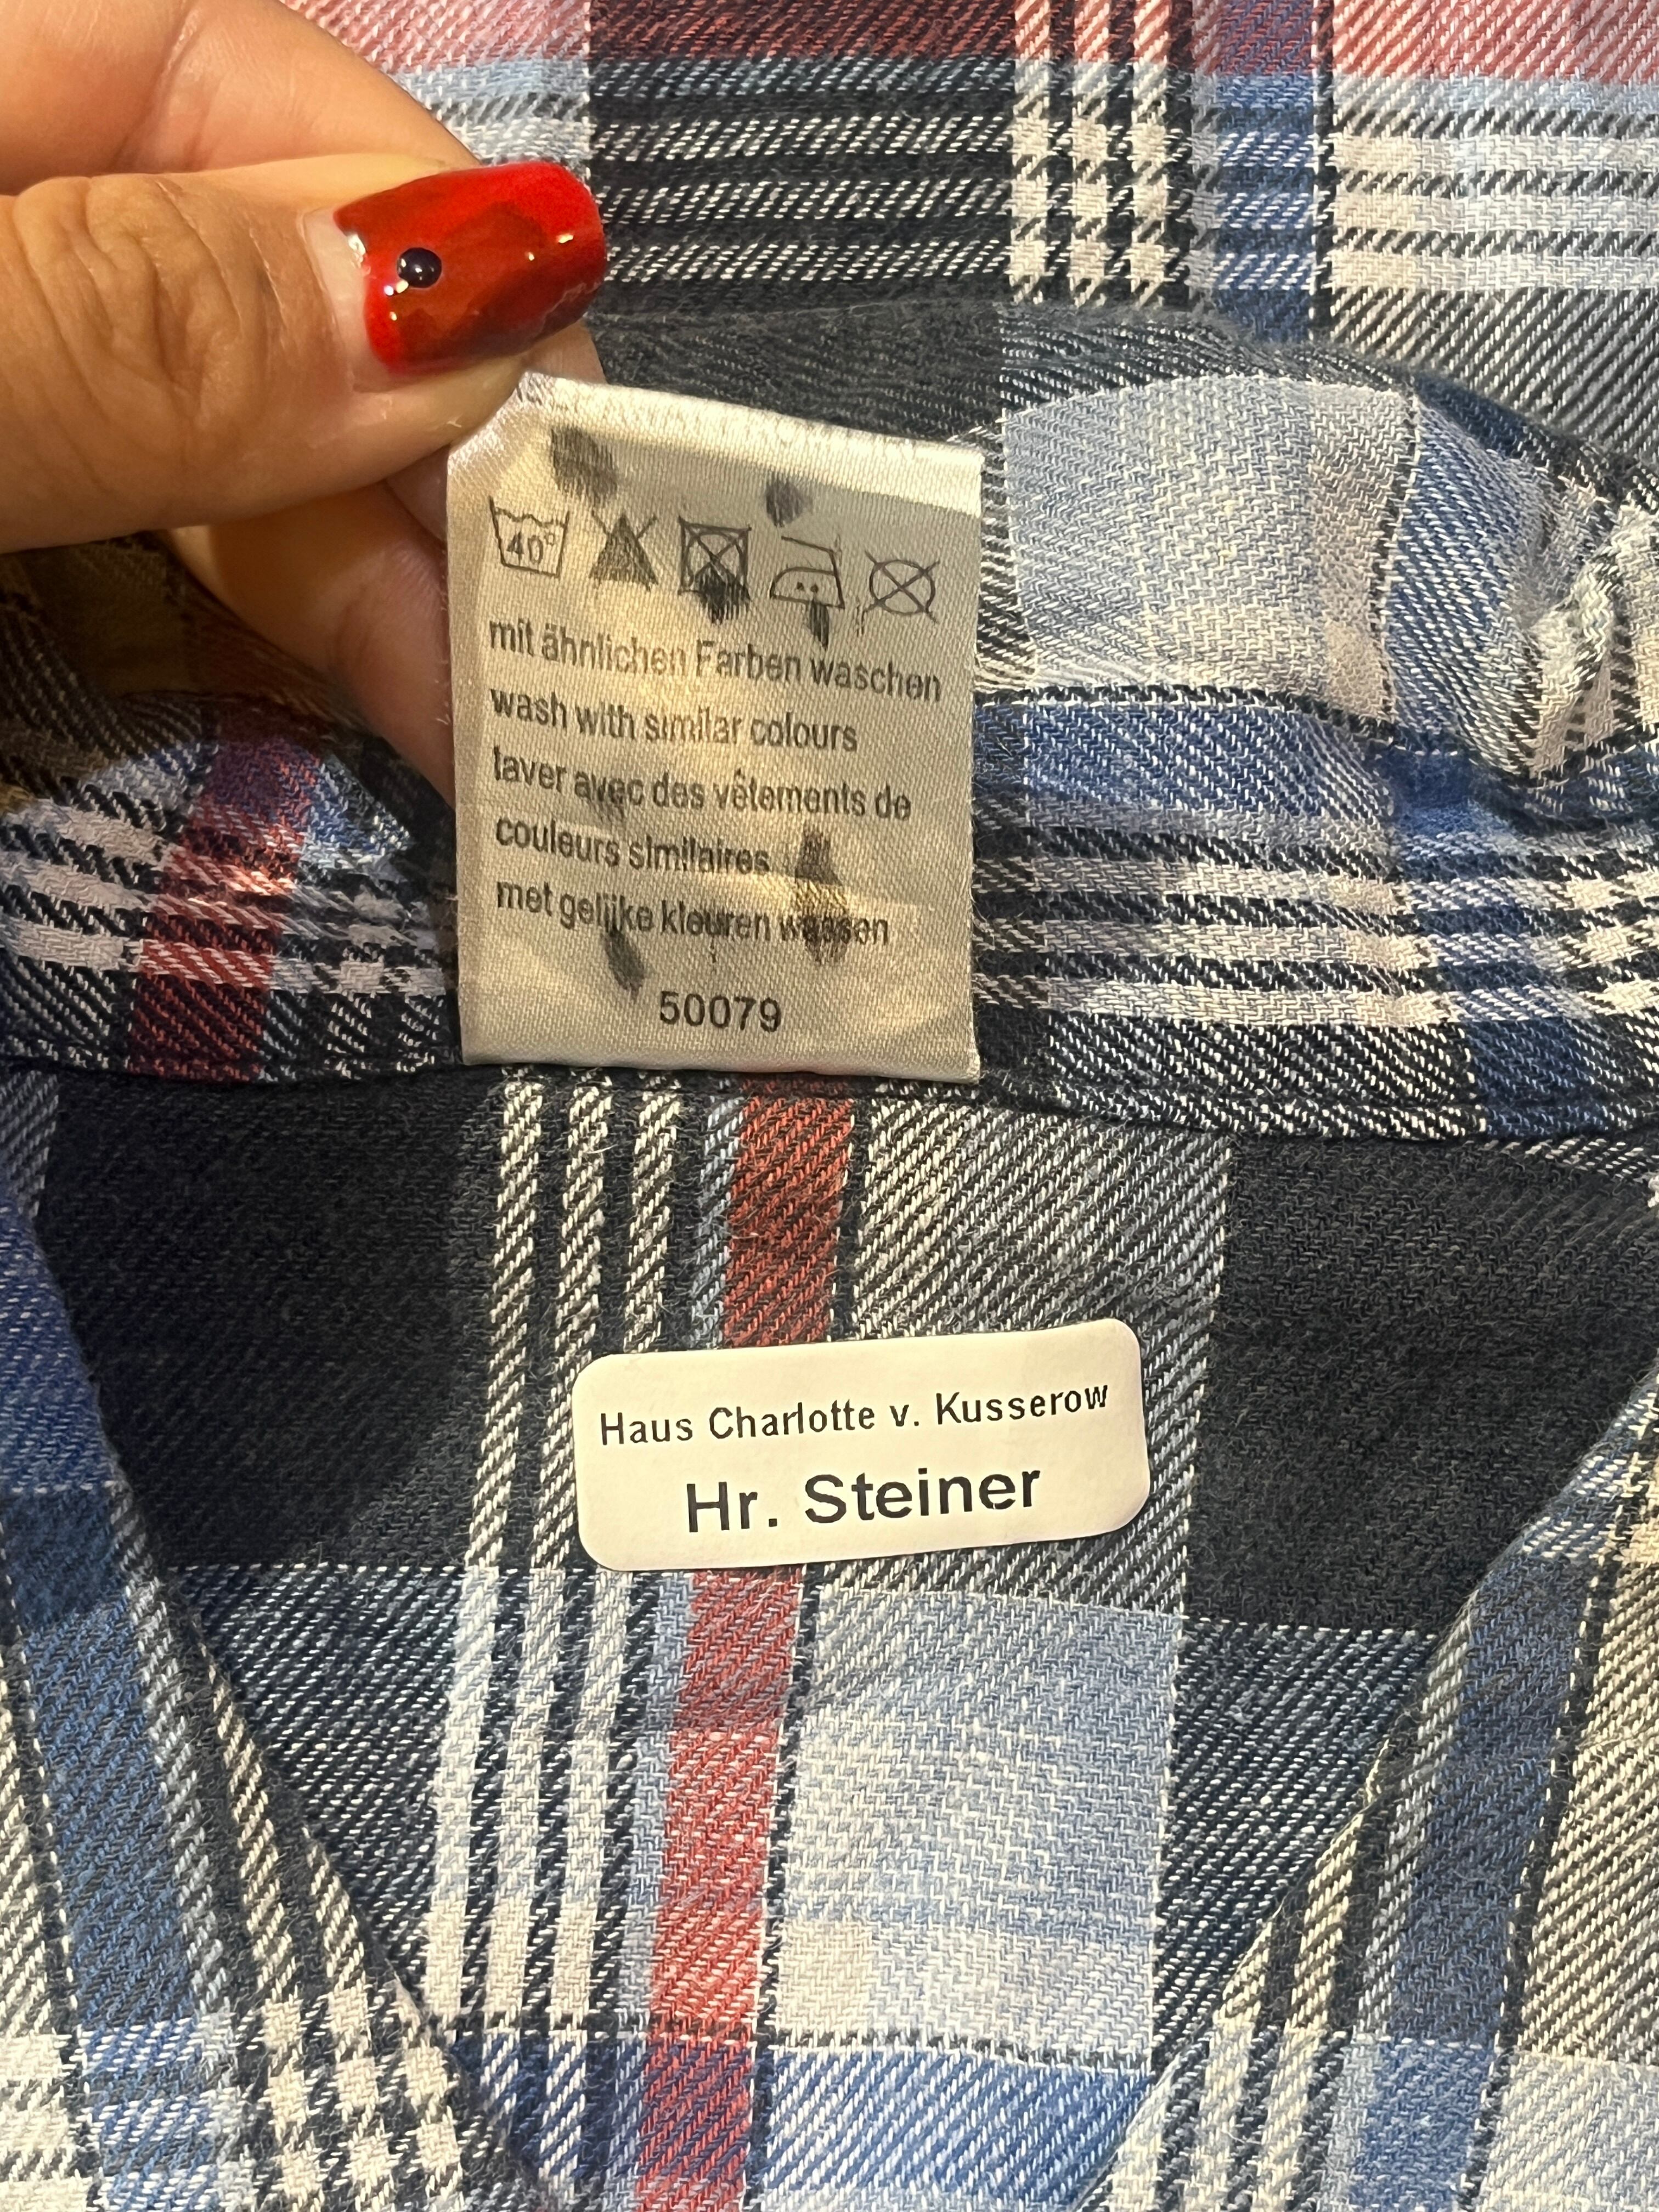 40°
mit ähnlichen Farben waschen
wash with similar colours
laver avec des vêtements de
couleurs similaires
met gelijke kleuren wassen
50079
Haus Charlotte v. Kusserow
Hr. Steiner